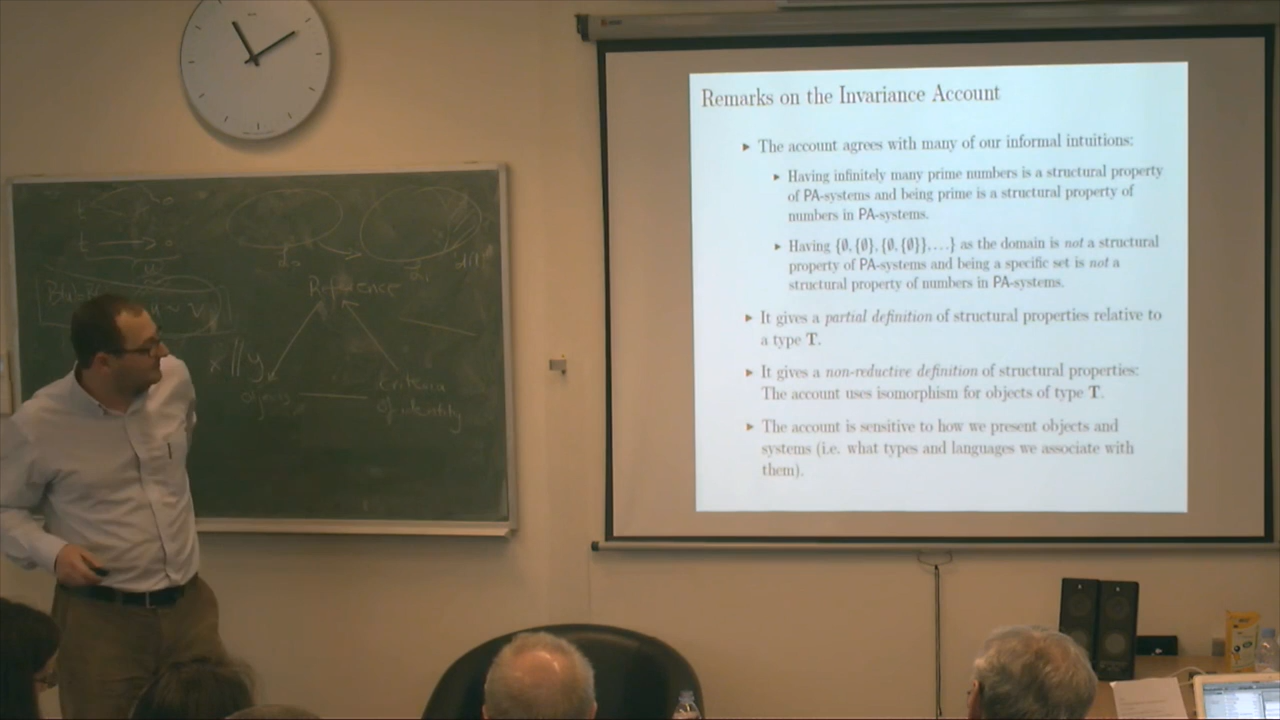 Remarks on the Invariance Account
▸ The account agrees with many of our informal intuitions:
▸ Having infinitely many prime numbers is a structural property
of PA-systems and being prime is a structural property of
numbers in PA-systems.
▸ Having {∅, {∅}, {∅, {∅}}, . . .} as the domain is not a structural
property of PA-systems and being a specific set is not a
structural property of numbers in PA-systems.
▸ It gives a partial definition of structural properties relative to
a type T.
▸ It gives a non-reductive definition of structural properties:
The account uses isomorphism for objects of type T.
▸ The account is sensitive to how we present objects and
systems (i.e. what types and languages we associate with
them).
Reference
x // y
objects
Criteria
of identity